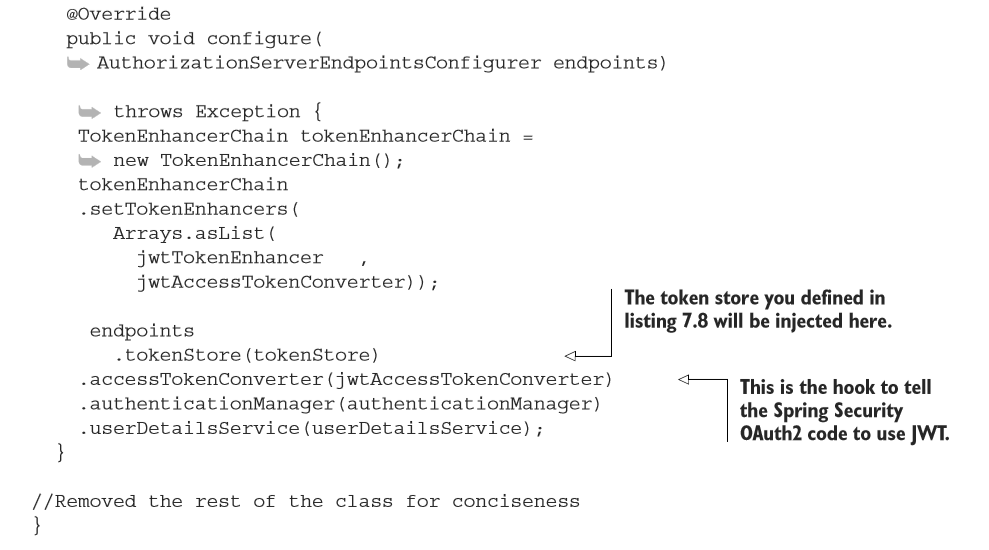 @Override
public void configure(
➥ AuthorizationServerEndpointsConfigurer endpoints)
➥ throws Exception {
TokenEnhancerChain tokenEnhancerChain =
➥ new TokenEnhancerChain();
tokenEnhancerChain
.setTokenEnhancers(
Arrays.asList(
jwtTokenEnhancer ,
jwtAccessTokenConverter));
The token store you defined in
listing 7.8 will be injected here.
endpoints
.tokenStore(tokenStore)
.accessTokenConverter(jwtAccessTokenConverter)
This is the hook to tell
the Spring Security
OAuth2 code to use JWT.
.authenticationManager(authenticationManager)
.userDetailsService(userDetailsService);
}
//Removed the rest of the class for conciseness
}